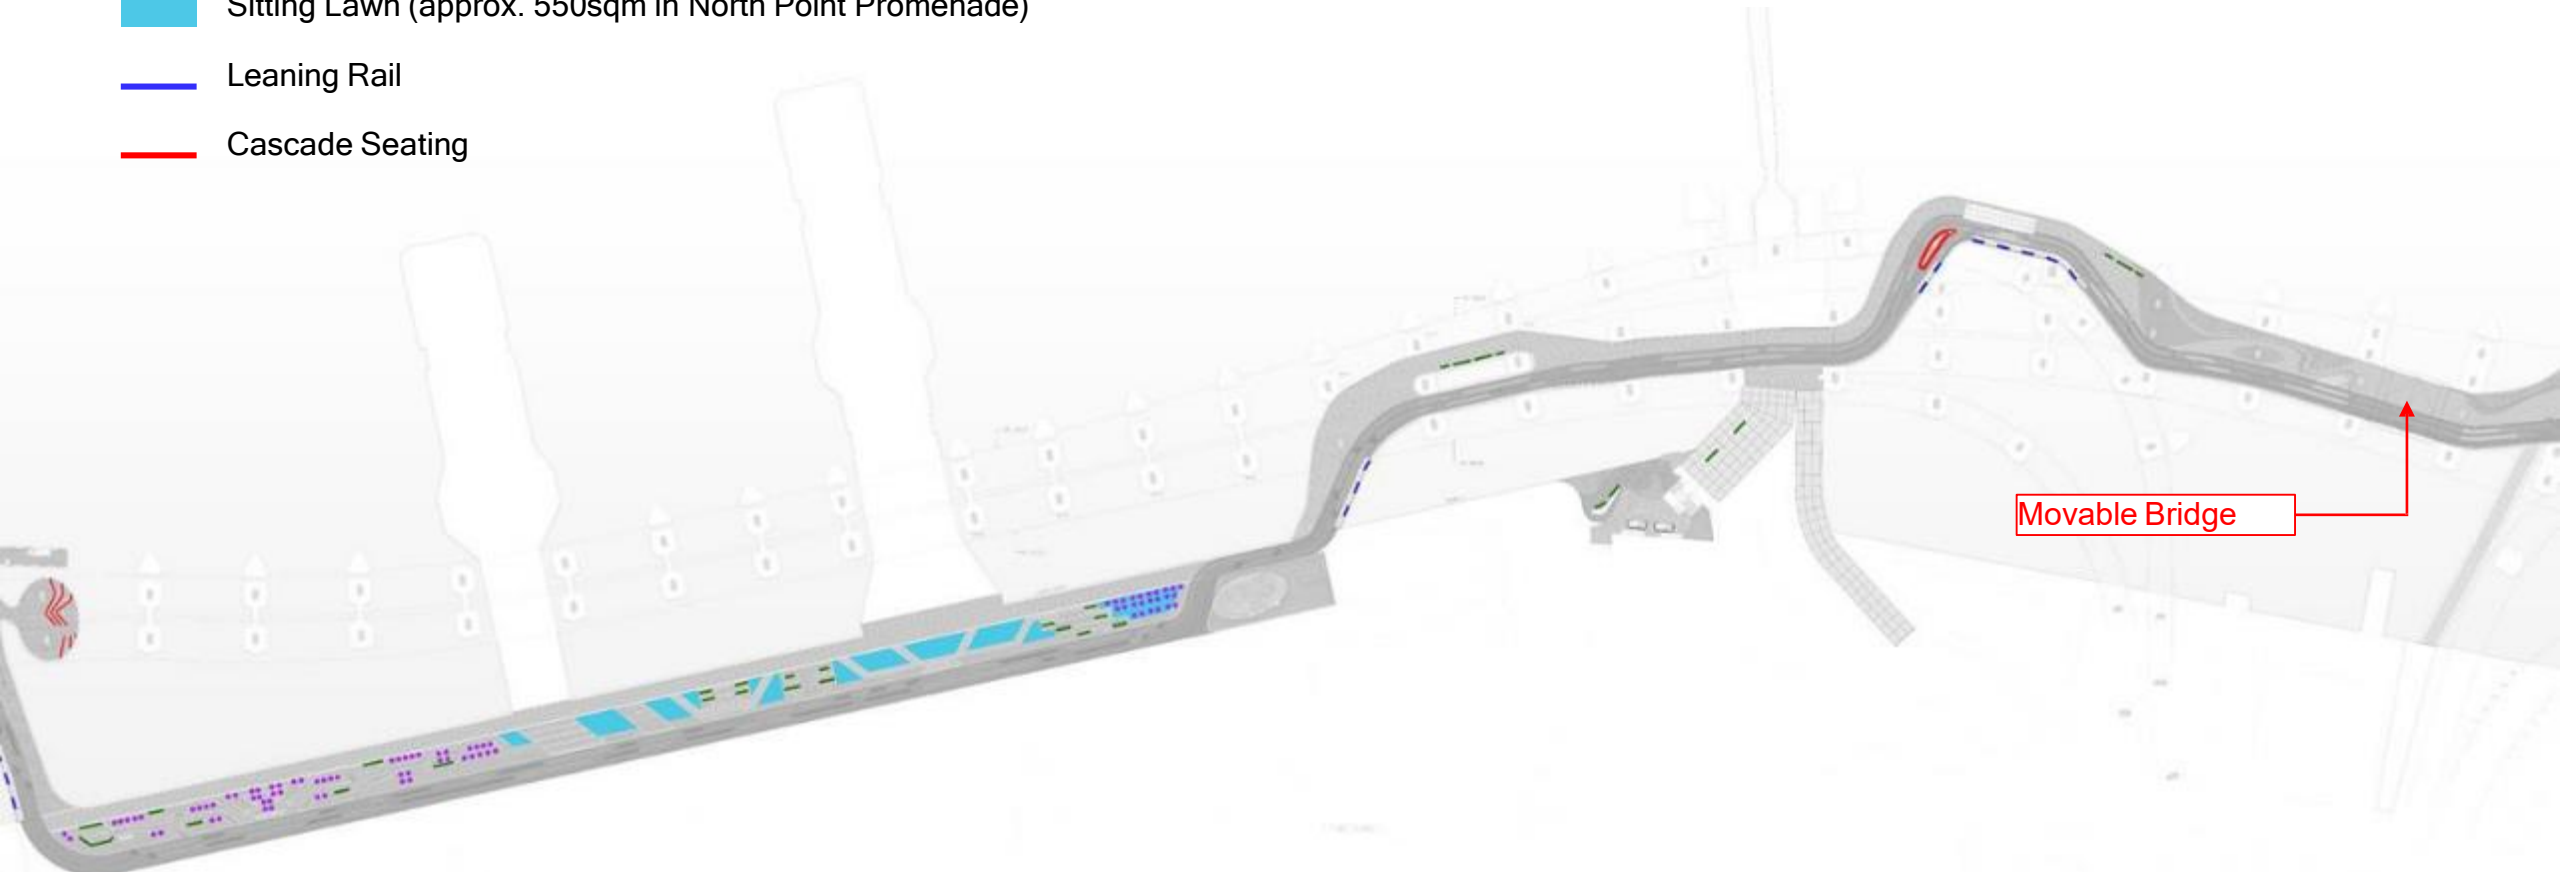 Sitting Lawn (approx. 550sqm in North Point Promenade)
Leaning Rail
Cascade Seating
Movable Bridge